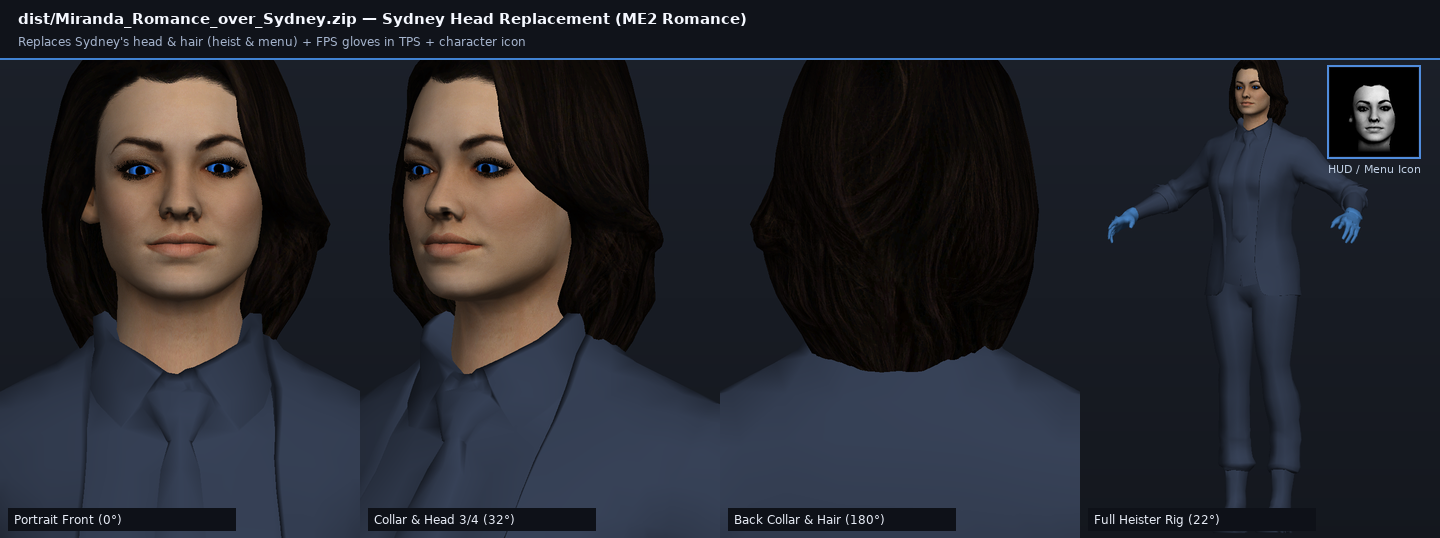 dist/Miranda_Romance_over_Sydney.zip — Sydney Head Replacement (ME2 Romance)
Replaces Sydney's head & hair (heist & menu) + FPS gloves in TPS + character icon
HUD / Menu Icon
Portrait Front (0°)
Collar & Head 3/4 (32°)
Back Collar & Hair (180°)
Full Heister Rig (22°)